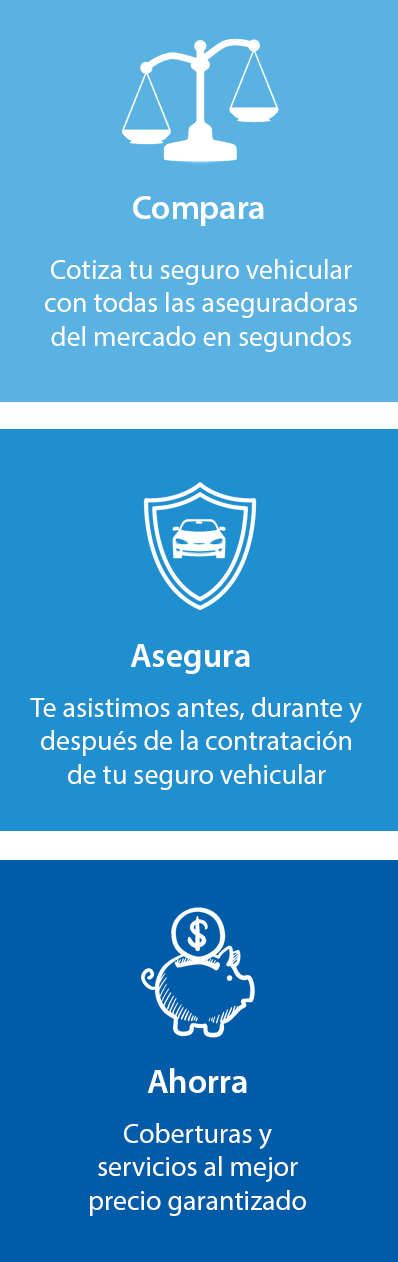 Compara
Cotiza tu seguro vehicular
con todas las aseguradoras
del mercado en segundos
Asegura
Te asistimos antes, durante y
después de la contratación
de tu seguro vehicular
$
Ahorra
Coberturas y
servicios al mejor
precio garantizado